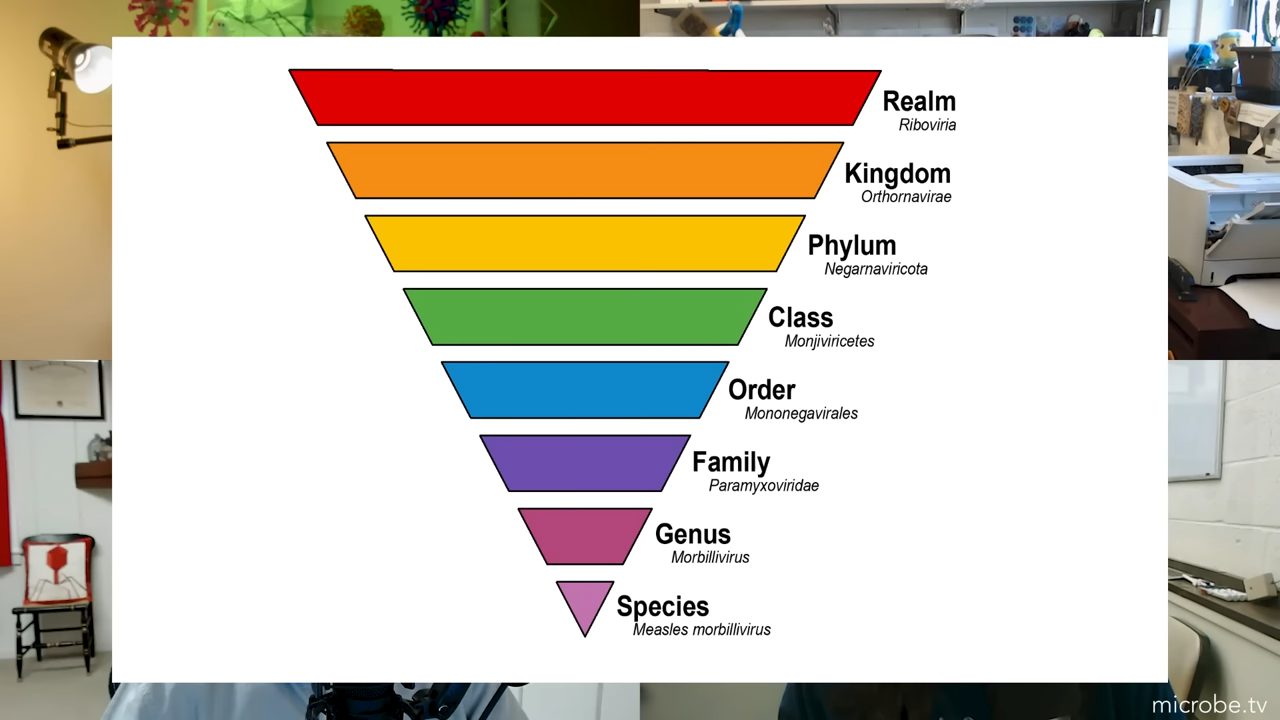 Realm
Riboviria
Kingdom
Orthornavirae
Phylum
Negarnaviricota
Class
Monjiviricetes
Order
Mononegavirales
Family
Paramyxoviridae
Genus
Morbillivirus
Species
Measles morbillivirus
microbe.tv